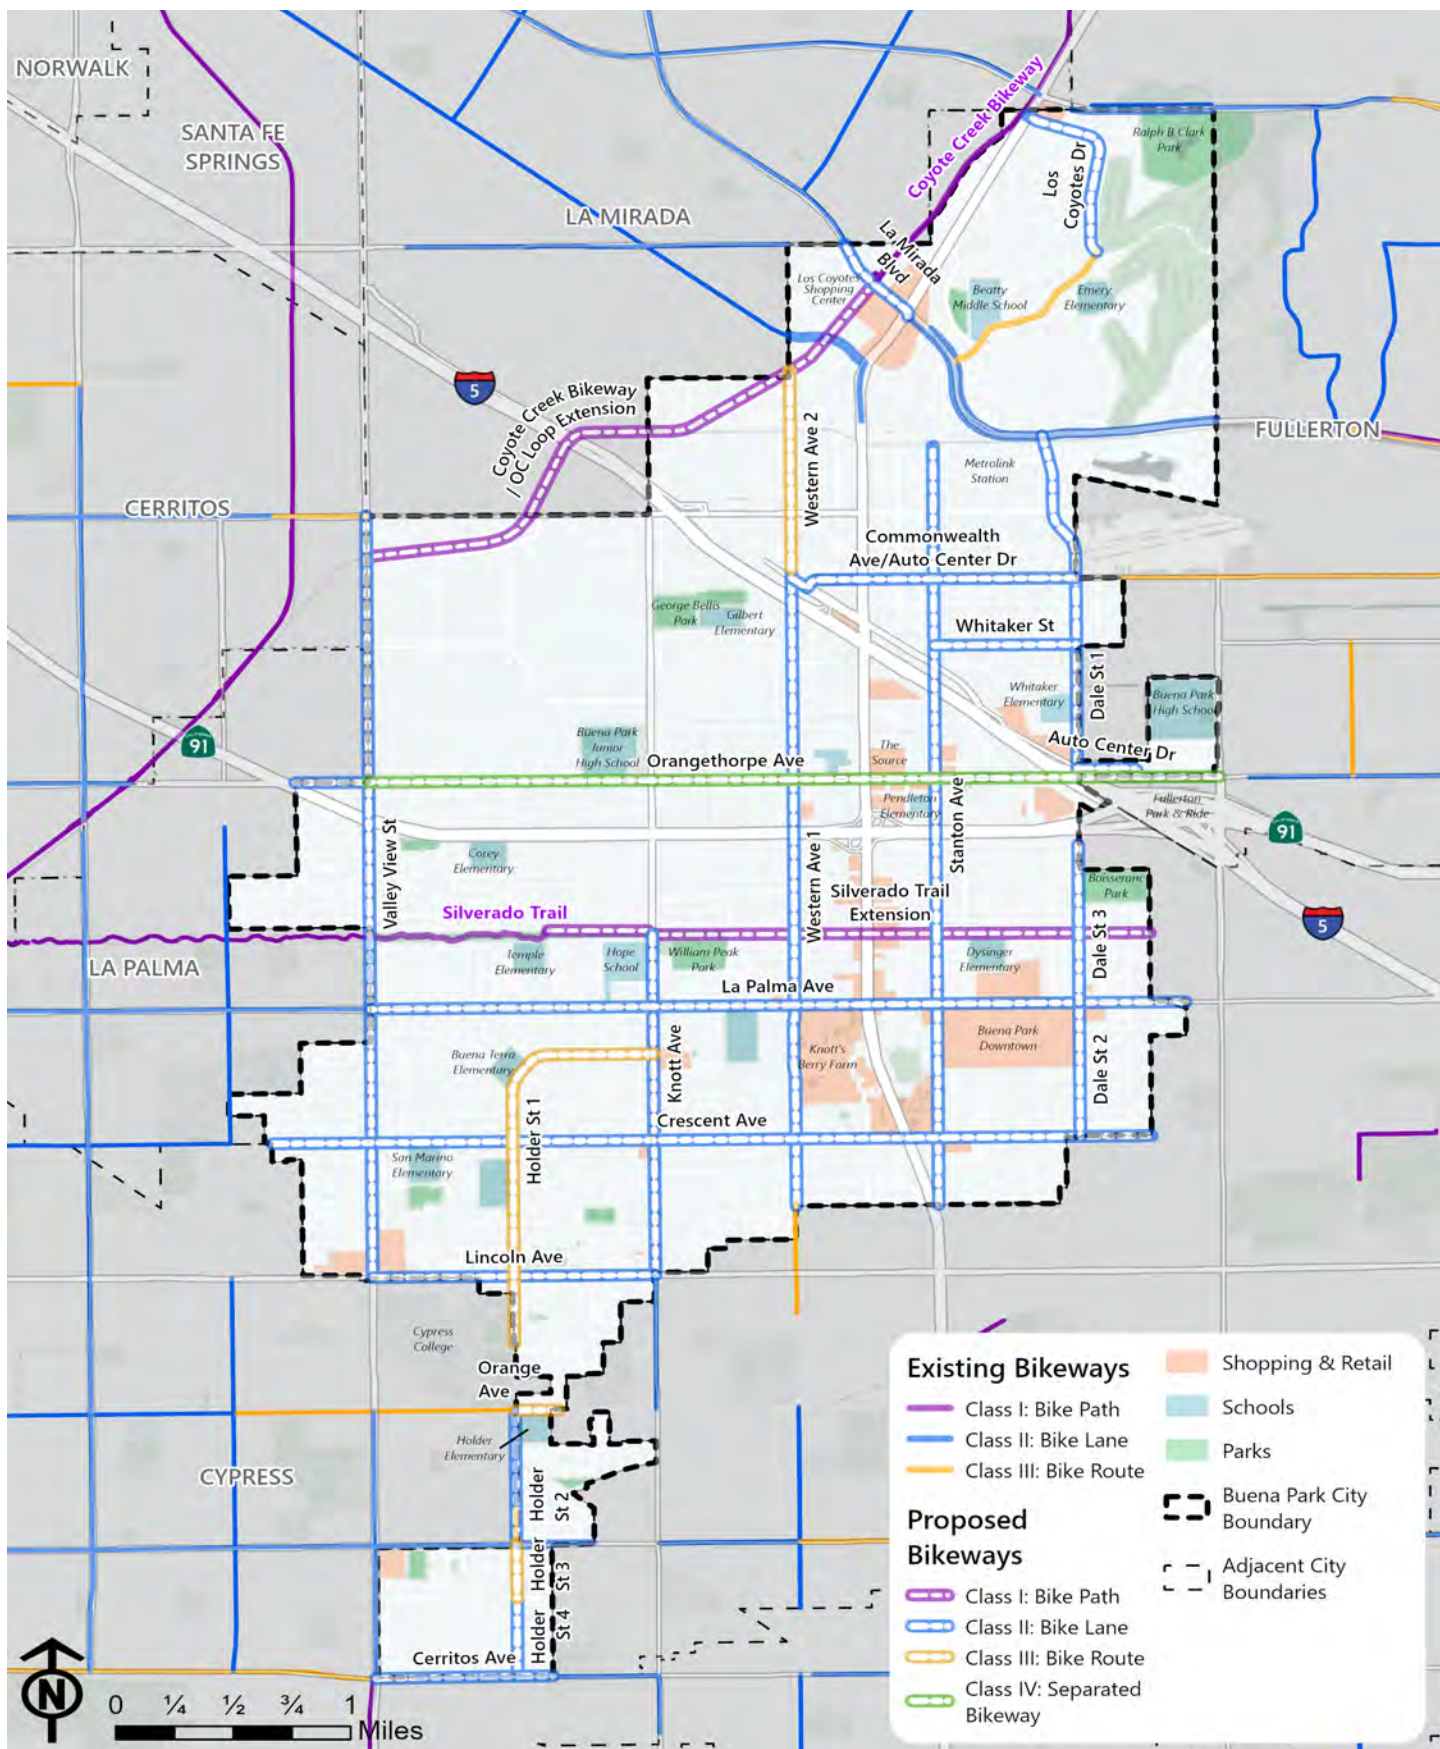 NORWALK
SANTA FE
SPRINGS
LA MIRADA
Coyote Creek Bikeway
Ralph B Clark
Park
Los
Coyotes Dr
La Mirada
Blvd
Los Coyotes
Shopping
Center
Beatty
Middle School
Emery
Elementary
5
Coyote Creek Bikeway
/ OC Loop Extension
Western Ave 2
FULLERTON
Metrolink
Station
CERRITOS
Commonwealth
Ave/Auto Center Dr
George Bellis
Park
Gilbert
Elementary
Whitaker St
Whitaker
Elementary
Dale St 1
Buena Park
High School
91
Buena Park
Junior
High School
Orangethorpe Ave
The
Source
Auto Center Dr
Pendleton
Elementary
Stanton Ave
Fullerton
Park & Ride
91
Valley View St
Corey
Elementary
Western Ave 1
Silverado Trail
Extension
Boisseranc
Park
5
Silverado Trail
Temple
Elementary
Hope
School
William Peak
Park
Dysinger
Elementary
Dale St 3
LA PALMA
La Palma Ave
Buena Terra
Elementary
Knott Ave
Knott's
Berry Farm
Buena Park
Downtown
Dale St 2
Crescent Ave
San Marino
Elementary
Holder St 1
Lincoln Ave
Cypress
College
Orange
Ave
Holder
Elementary
CYPRESS
Holder
St 2
Holder
St 3
Holder
St 4
Cerritos Ave
N
0 ¼ ½ ¾ 1
Miles
Existing Bikeways
Class I: Bike Path
Class II: Bike Lane
Class III: Bike Route
Proposed
Bikeways
Class I: Bike Path
Class II: Bike Lane
Class III: Bike Route
Class IV: Separated
Bikeway
Shopping & Retail
Schools
Parks
Buena Park City
Boundary
Adjacent City
Boundaries